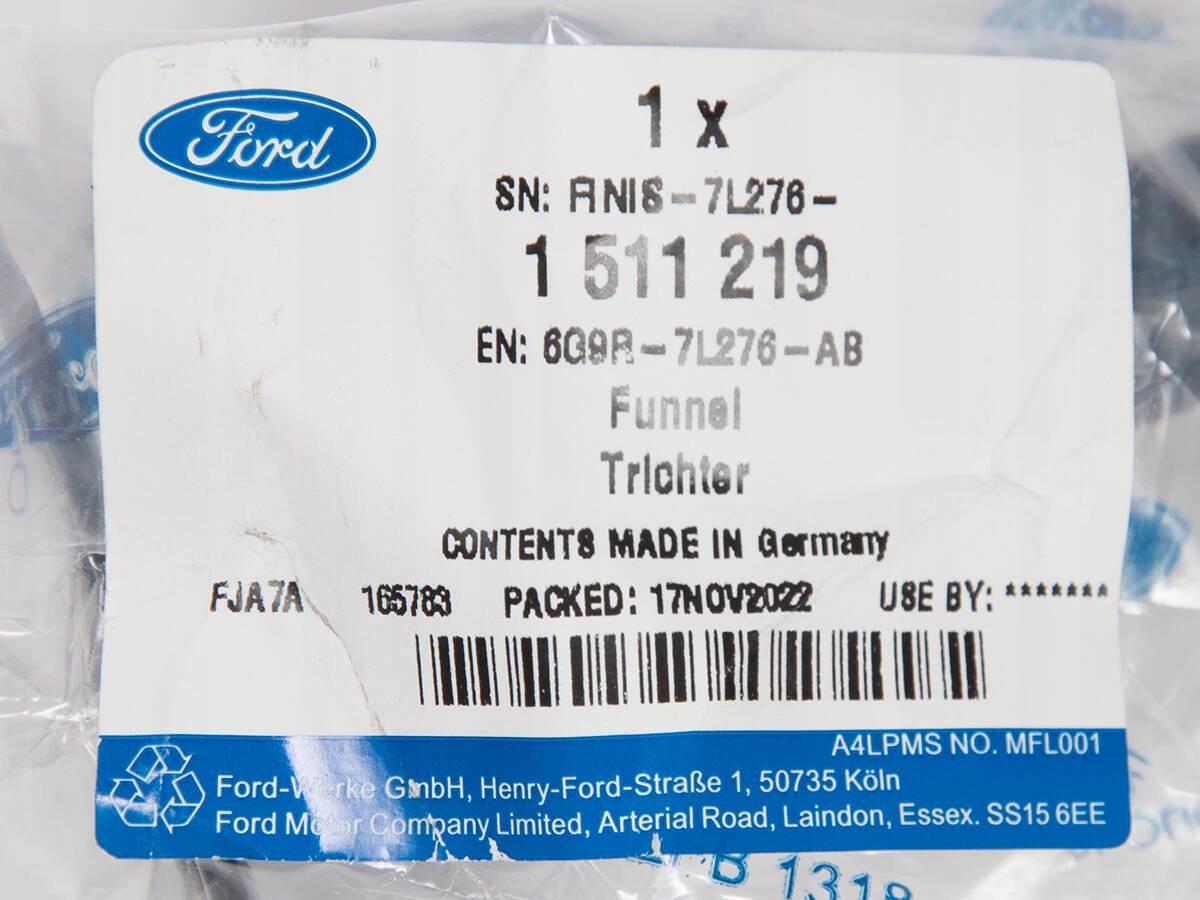 Ford
1 x
SN: FINIS-7L276-
1 511 219
EN: 6G9R-7L276-AB
Funnel
Trichter
CONTENTS MADE IN Germany
FJA7A 165783 PACKED: 17NOV2022 USE BY: *******
A4LPMS NO. MFL001
Ford-Werke GmbH, Henry-Ford-Straße 1, 50735 Köln
Ford Motor Company Limited, Arterial Road, Laindon, Essex. SS15 6EE
1318